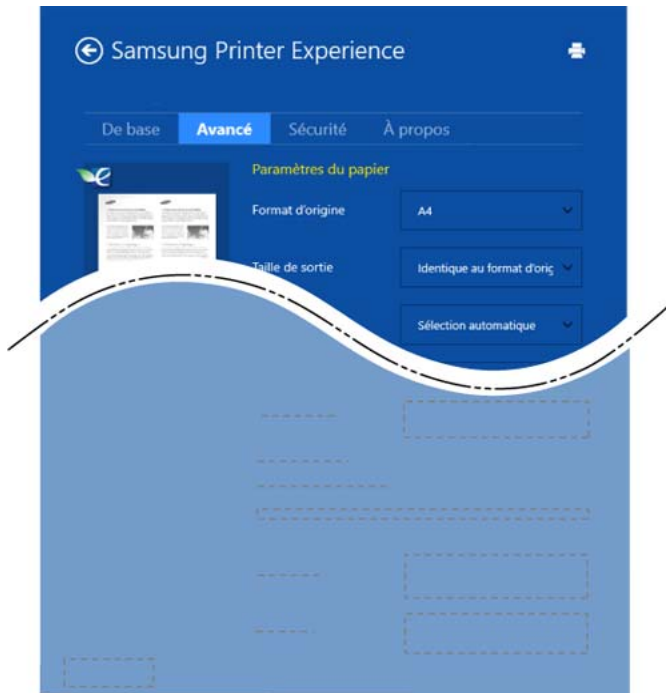 Samsung Printer Experience
De base Avancé Sécurité À propos
Paramètres du papier
Format d'origine A4
Taille de sortie Identique au format d'orig
Sélection automatique